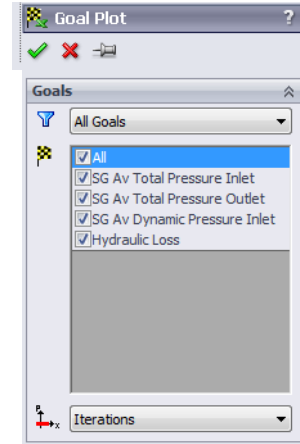 Goal Plot ?
Goals
All Goals
All
SG Av Total Pressure Inlet
SG Av Total Pressure Outlet
SG Av Dynamic Pressure Inlet
Hydraulic Loss
Iterations